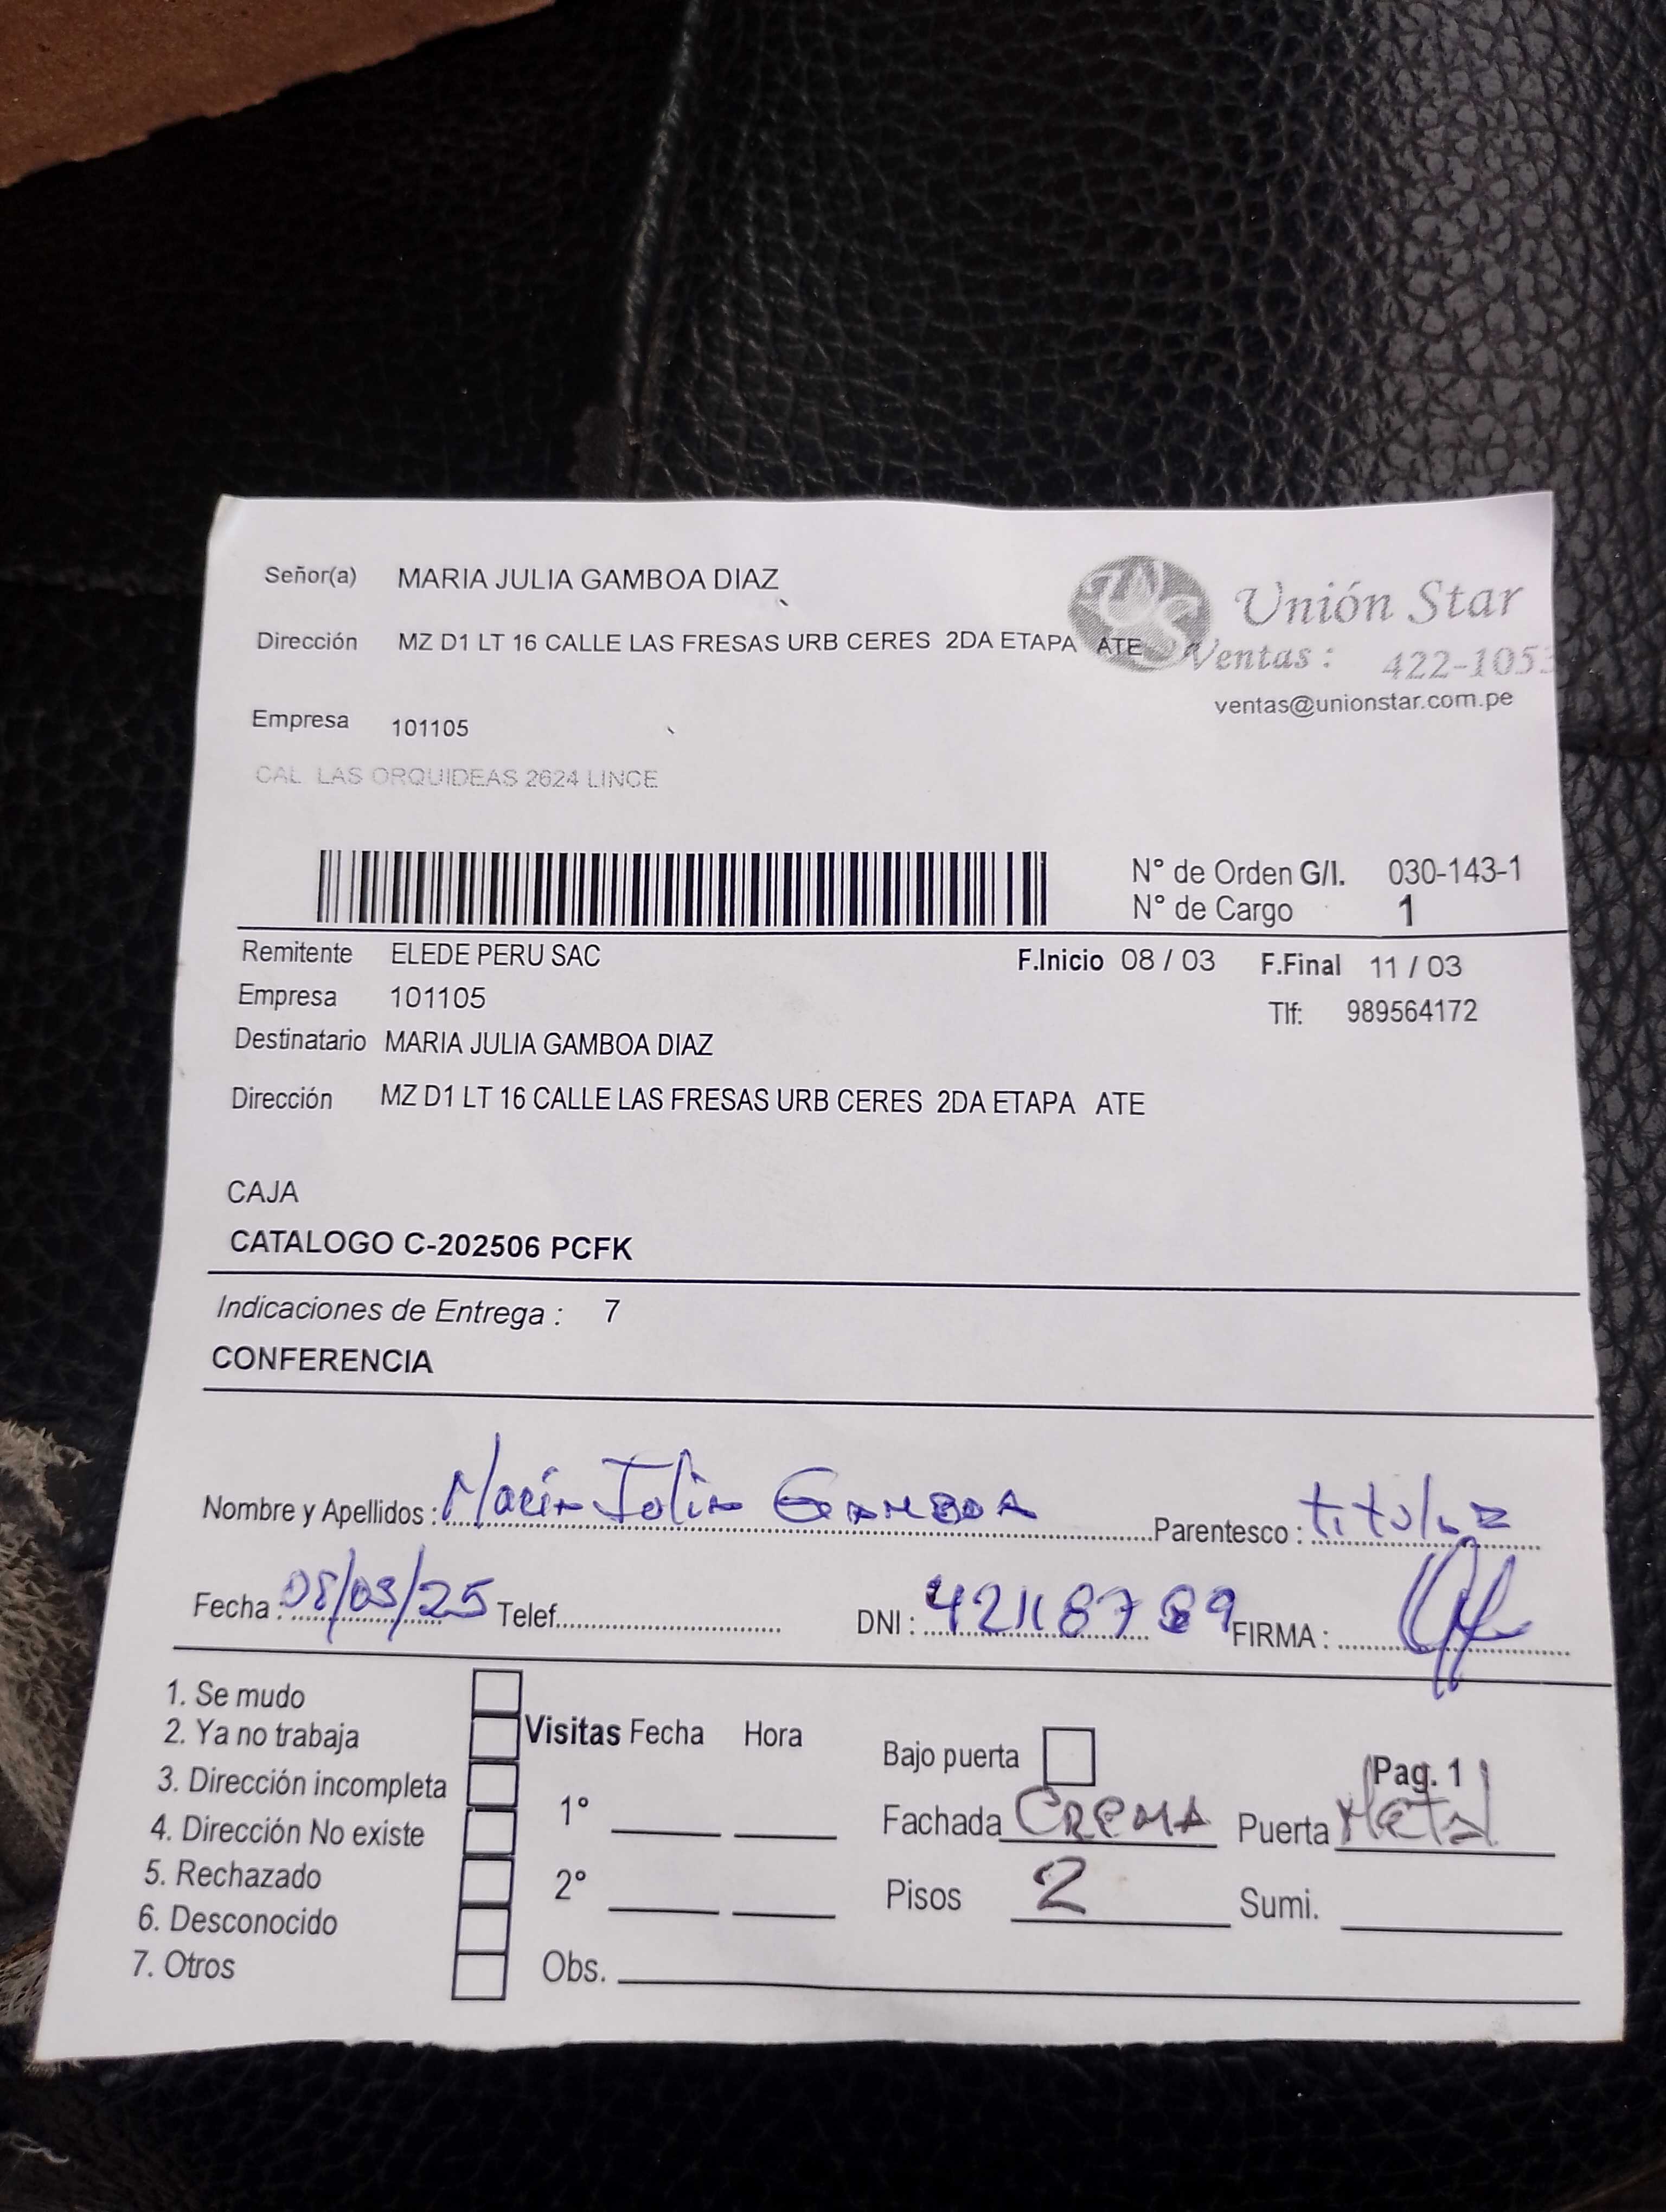 Señor(a) MARIA JULIA GAMBOA DIAZ
Unión Star
Dirección MZ D1 LT 16 CALLE LAS FRESAS URB CERES 2DA ETAPA ATE
Ventas : 422-1053
ventas@unionstar.com.pe
Empresa 101105
CAL LAS ORQUIDEAS 2624 LINCE
N° de Orden G/I. 030-143-1
N° de Cargo 1
Remitente ELEDE PERU SAC F.Inicio 08 / 03 F.Final 11 / 03
Empresa 101105 Tlf: 989564172
Destinatario MARIA JULIA GAMBOA DIAZ
Dirección MZ D1 LT 16 CALLE LAS FRESAS URB CERES 2DA ETAPA ATE
CAJA
CATALOGO C-202506 PCFK
Indicaciones de Entrega : 7
CONFERENCIA
Nombre y Apellidos : María Julia GAMBOA Parentesco : titular
Fecha : 08/03/25 Telef. DNI : 42118789 FIRMA :
1. Se mudo
2. Ya no trabaja Visitas Fecha Hora Bajo puerta Pag. 1
3. Dirección incompleta 1° Fachada CREMA Puerta Metal
4. Dirección No existe
5. Rechazado 2° Pisos 2 Sumi.
6. Desconocido
7. Otros Obs.